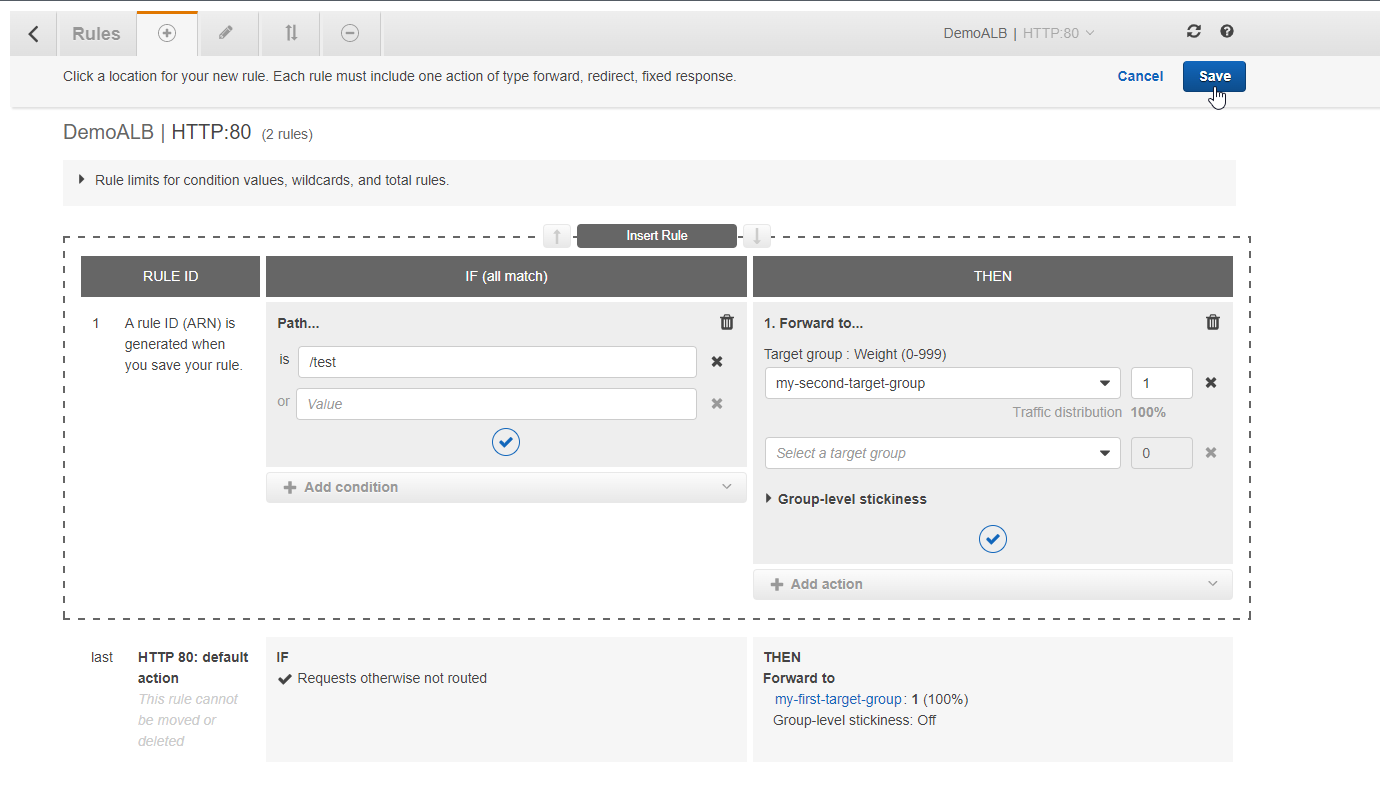 Rules
DemoALB | HTTP:80
Click a location for your new rule. Each rule must include one action of type forward, redirect, fixed response.
Cancel
Save
DemoALB | HTTP:80 (2 rules)
Rule limits for condition values, wildcards, and total rules.
Insert Rule
RULE ID
IF (all match)
THEN
1
A rule ID (ARN) is
generated when
you save your rule.
Path...
is
/test
or
Value
Add condition
1. Forward to...
Target group : Weight (0-999)
my-second-target-group
1
Traffic distribution 100%
Select a target group
0
Group-level stickiness
Add action
last
HTTP 80: default
action
This rule cannot
be moved or
deleted
IF
Requests otherwise not routed
THEN
Forward to
my-first-target-group: 1 (100%)
Group-level stickiness: Off